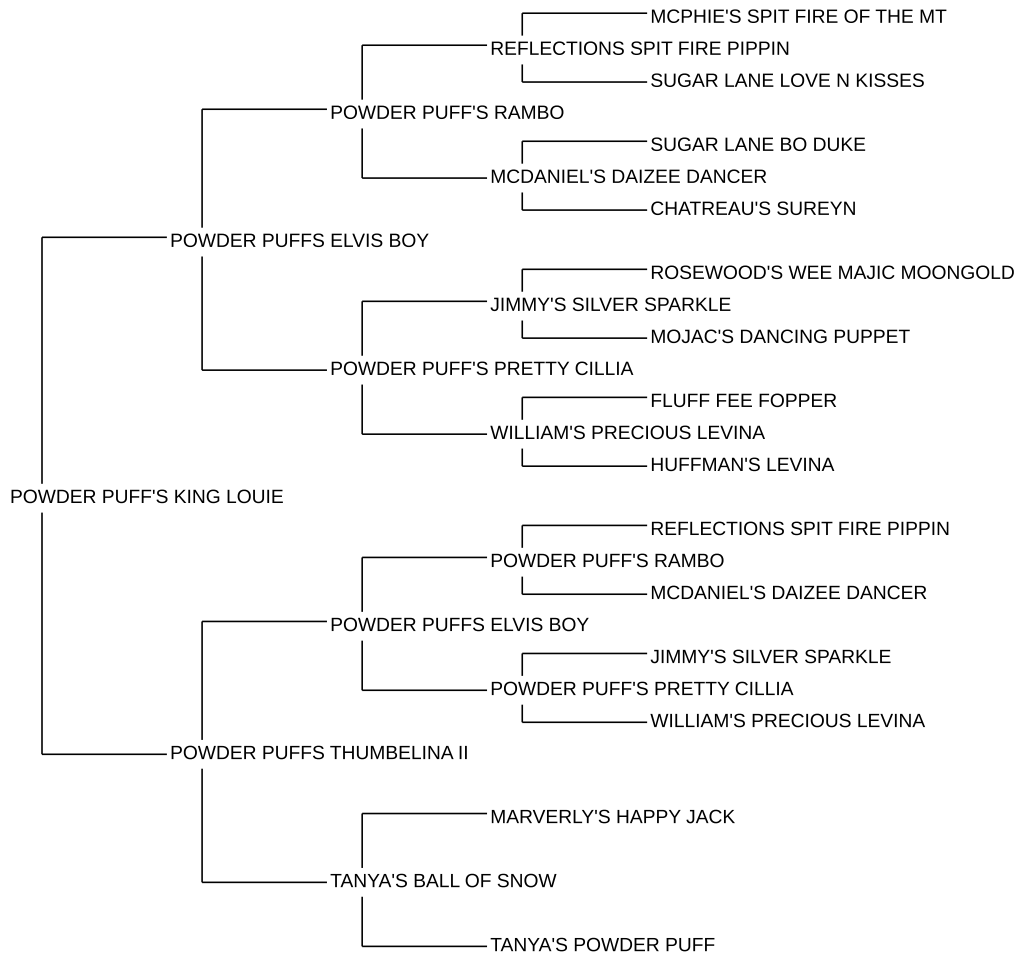 MCPHIE'S SPIT FIRE OF THE MT
REFLECTIONS SPIT FIRE PIPPIN
SUGAR LANE LOVE N KISSES
POWDER PUFF'S RAMBO
SUGAR LANE BO DUKE
MCDANIEL'S DAIZEE DANCER
CHATREAU'S SUREYN
POWDER PUFFS ELVIS BOY
ROSEWOOD'S WEE MAJIC MOONGOLD
JIMMY'S SILVER SPARKLE
MOJAC'S DANCING PUPPET
POWDER PUFF'S PRETTY CILLIA
FLUFF FEE FOPPER
WILLIAM'S PRECIOUS LEVINA
HUFFMAN'S LEVINA
POWDER PUFF'S KING LOUIE
REFLECTIONS SPIT FIRE PIPPIN
POWDER PUFF'S RAMBO
MCDANIEL'S DAIZEE DANCER
POWDER PUFFS ELVIS BOY
JIMMY'S SILVER SPARKLE
POWDER PUFF'S PRETTY CILLIA
WILLIAM'S PRECIOUS LEVINA
POWDER PUFFS THUMBELINA II
MARVERLY'S HAPPY JACK
TANYA'S BALL OF SNOW
TANYA'S POWDER PUFF